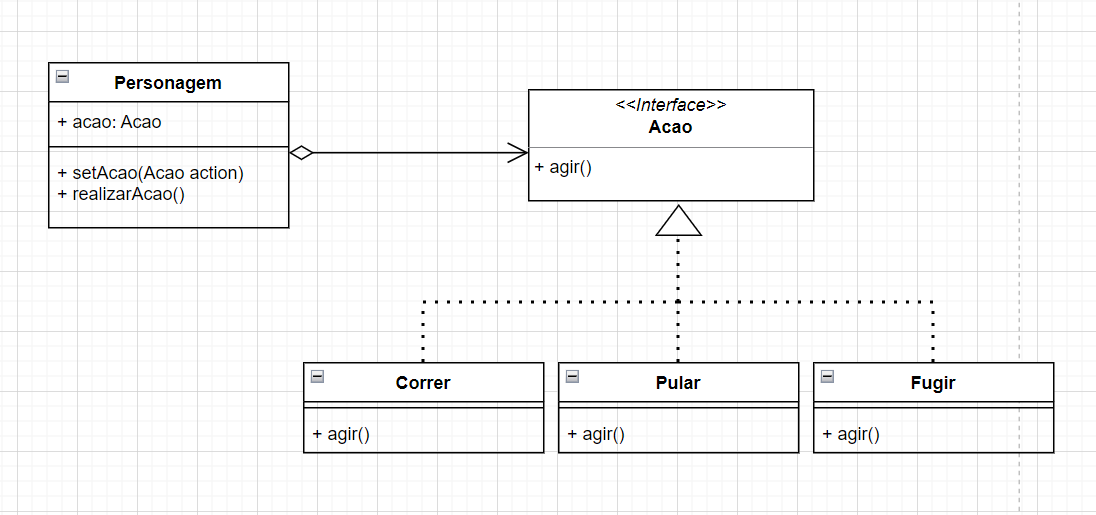 Personagem
+ acao: Acao
+ setAcao(Acao action)
+ realizarAcao()
<<Interface>>
Acao
+ agir()
Correr
+ agir()
Pular
+ agir()
Fugir
+ agir()